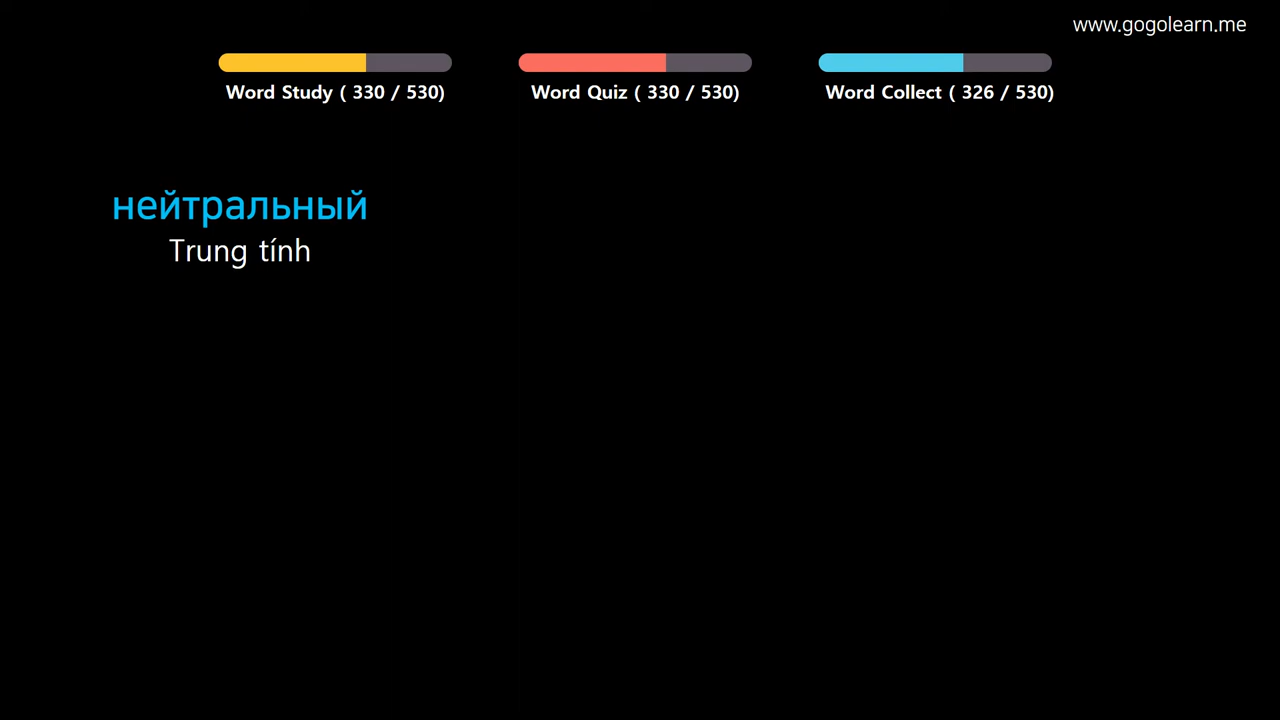 www.gogolearn.me
Word Study ( 330 / 530)
Word Quiz ( 330 / 530)
Word Collect ( 326 / 530)
нейтральный
Trung tính